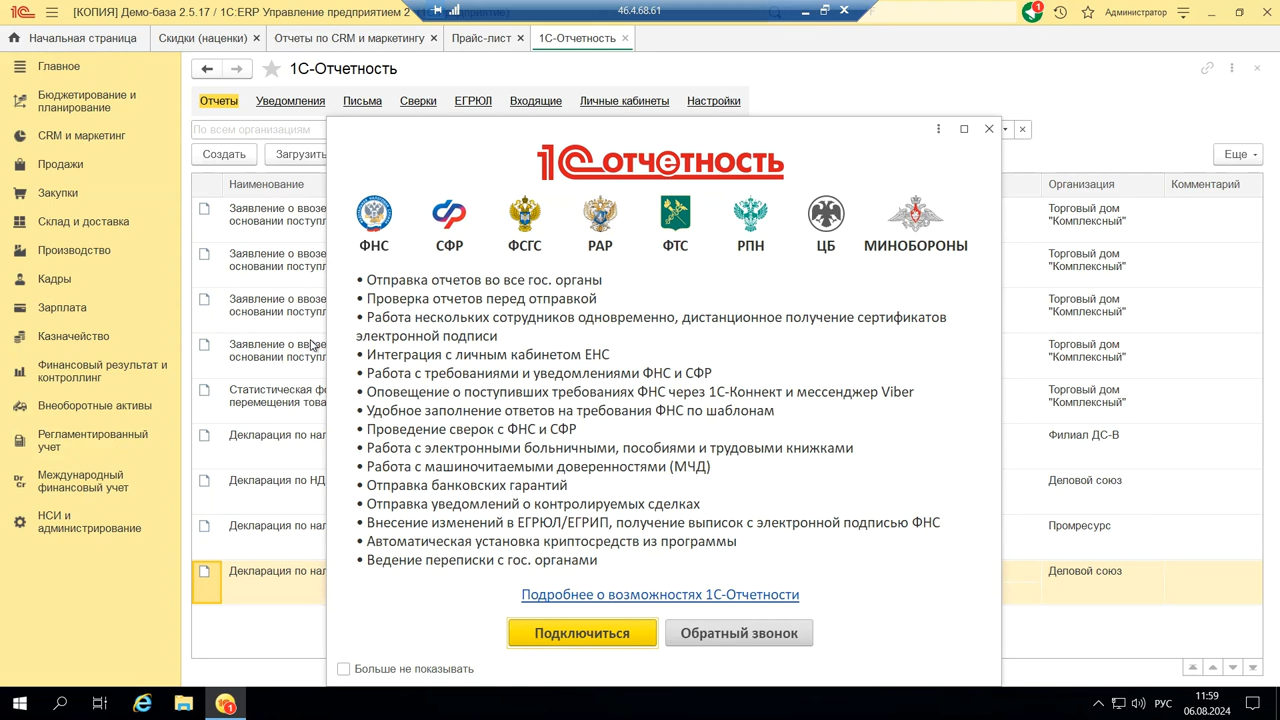 [КОПИЯ] Демо-база 2.5.17 / 1С:ERP Управление предприятием 2
46.4.68.61
1
Администратор
Начальная страница
Скидки (наценки)
Отчеты по CRM и маркетингу
Прайс-лист
1С-Отчетность
Главное
Бюджетирование и
планирование
CRM и маркетинг
Продажи
Закупки
Склад и доставка
Производство
Кадры
Зарплата
Казначейство
Финансовый результат и
контроллинг
Внеоборотные активы
Регламентированный
учет
Международный
финансовый учет
НСИ и
администрирование
1С-Отчетность
Отчеты Уведомления Письма Сверки ЕГРЮЛ Входящие Личные кабинеты Настройки
По всем организациям
Создать
Загрузить
Еще
Наименование
Организация
Комментарий
Заявление о ввозе
основании поступл
Торговый дом
"Комплексный"
Заявление о ввозе
основании поступл
Торговый дом
"Комплексный"
Заявление о ввозе
основании поступл
Торговый дом
"Комплексный"
Заявление о ввозе
основании поступл
Торговый дом
"Комплексный"
Статистическая фо
перемещения това
Торговый дом
"Комплексный"
Декларация по нал
Филиал ДС-В
Декларация по НД
Деловой союз
Декларация по нал
Промресурс
Декларация по нал
Деловой союз
1С отчетность
ФНС СФР ФСГС РАР ФТС РПН ЦБ МИНОБОРОНЫ
• Отправка отчетов во все гос. органы
• Проверка отчетов перед отправкой
• Работа нескольких сотрудников одновременно, дистанционное получение сертификатов
электронной подписи
• Интеграция с личным кабинетом ЕНС
• Работа с требованиями и уведомлениями ФНС и СФР
• Оповещение о поступивших требованиях ФНС через 1С-Коннект и мессенджер Viber
• Удобное заполнение ответов на требования ФНС по шаблонам
• Проведение сверок с ФНС и СФР
• Работа с электронными больничными, пособиями и трудовыми книжками
• Работа с машиночитаемыми доверенностями (МЧД)
• Отправка банковских гарантий
• Отправка уведомлений о контролируемых сделках
• Внесение изменений в ЕГРЮЛ/ЕГРИП, получение выписок с электронной подписью ФНС
• Автоматическая установка криптосредств из программы
• Ведение переписки с гос. органами
Подробнее о возможностях 1С-Отчетности
Подключиться
Обратный звонок
Больше не показывать
РУС
11:59
06.08.2024